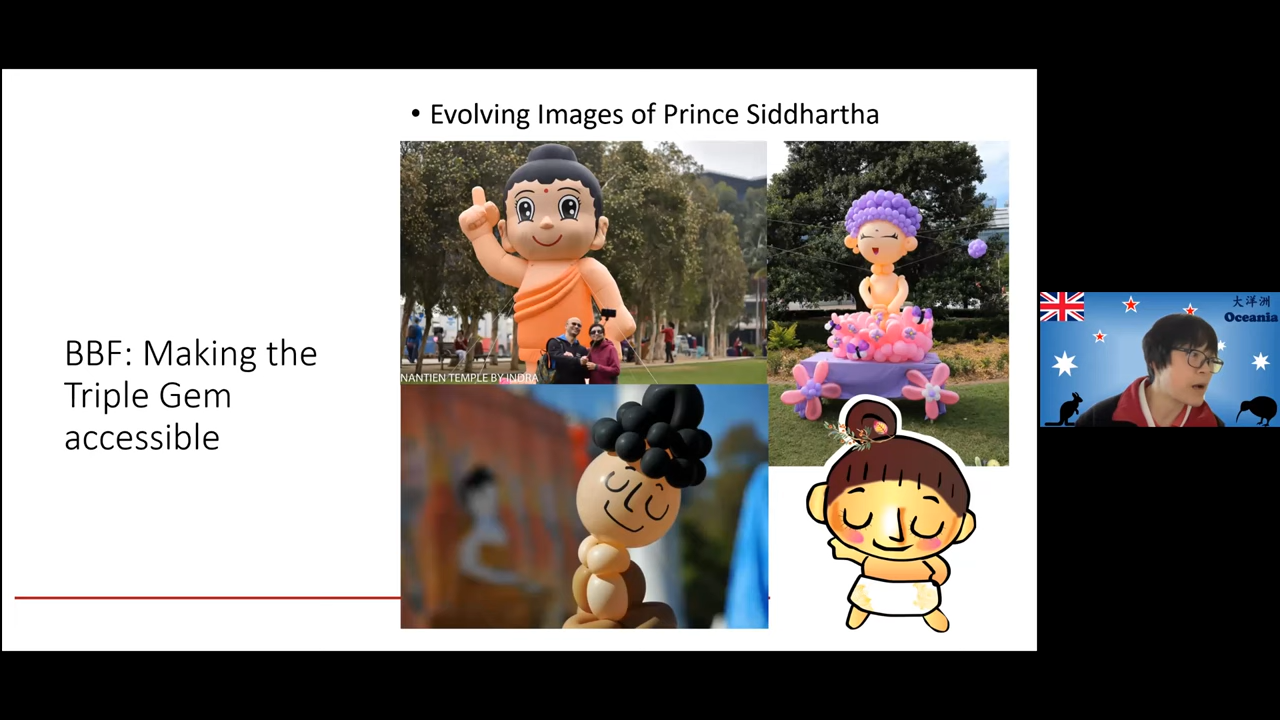 • Evolving Images of Prince Siddhartha
BBF: Making the
Triple Gem
accessible
NANTIEN TEMPLE BY INDRA
大洋洲
Oceania